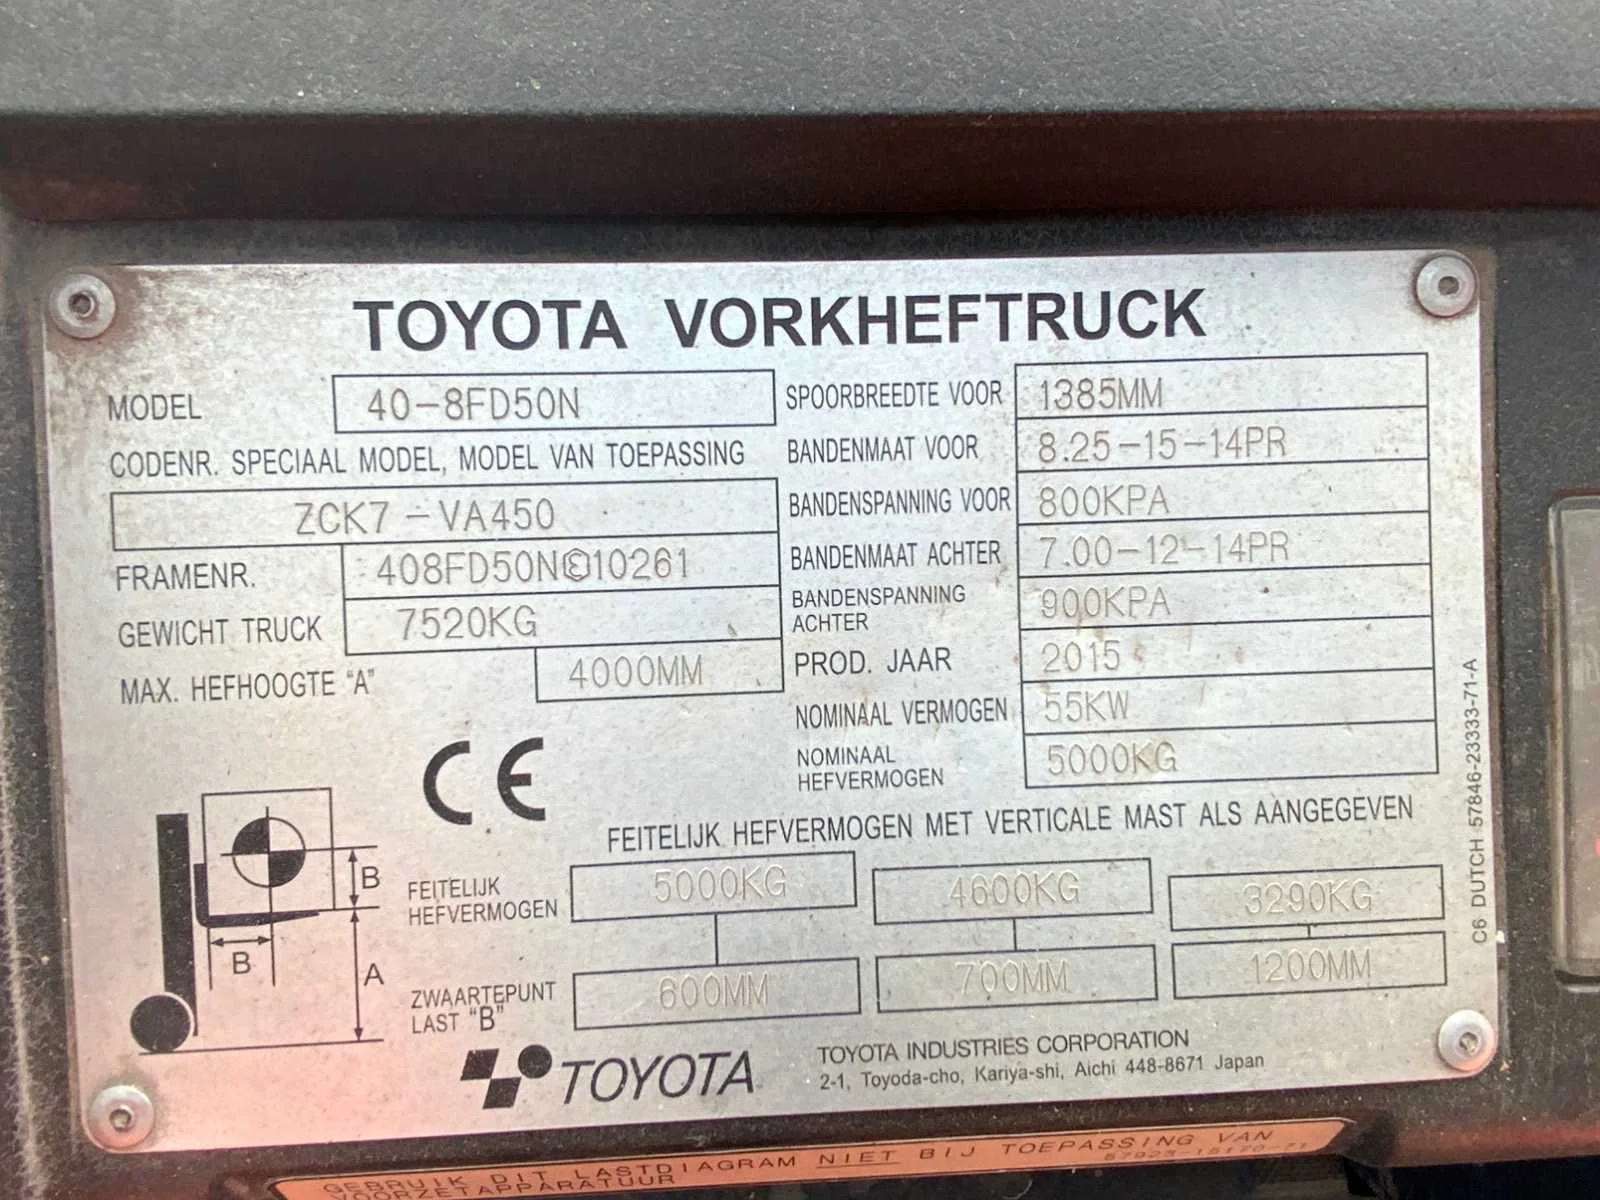 TOYOTA VORKHEFTRUCK
MODEL 40-8FD50N
CODENR. SPECIAAL MODEL, MODEL VAN TOEPASSING
ZCK7-VA450
FRAMENR. 408FD50NⒺ10261
GEWICHT TRUCK 7520KG
MAX. HEFHOOGTE "A" 4000MM
SPOORBREEDTE VOOR 1385MM
BANDENMAAT VOOR 8.25-15-14PR
BANDENSPANNING VOOR 800KPA
BANDENMAAT ACHTER 7.00-12-14PR
BANDENSPANNING
ACHTER 900KPA
PROD. JAAR 2015
NOMINAAL VERMOGEN 55KW
NOMINAAL
HEFVERMOGEN 5000KG
CE
B
B
A
FEITELIJK HEFVERMOGEN MET VERTICALE MAST ALS AANGEGEVEN
FEITELIJK
HEFVERMOGEN 5000KG 4600KG 3290KG
ZWAARTEPUNT
LAST "B" 600MM 700MM 1200MM
TOYOTA
TOYOTA INDUSTRIES CORPORATION
2-1, Toyoda-cho, Kariya-shi, Aichi 448-8671 Japan
C6 DUTCH 57846-23333-71-A
GEBRUIK DIT LASTDIAGRAM NIET BIJ TOEPASSING VAN
VOORZETAPPARATUUR